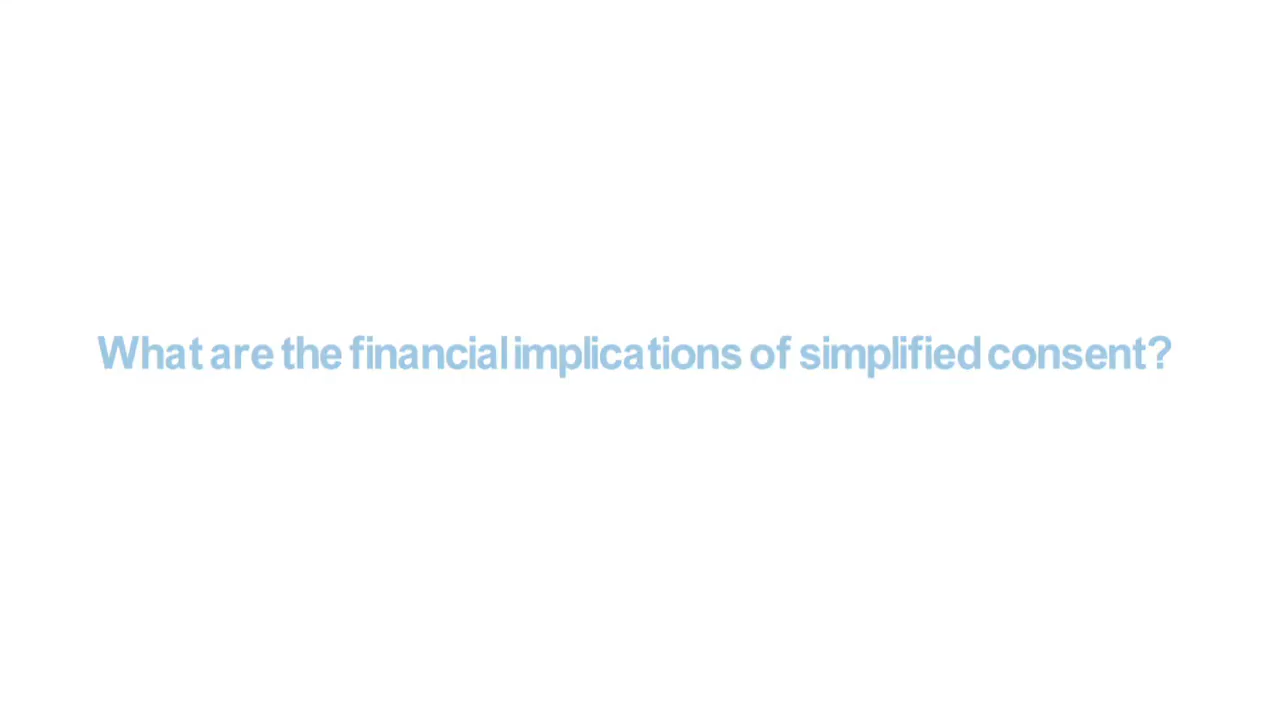 What are the financial implications of simplified consent?